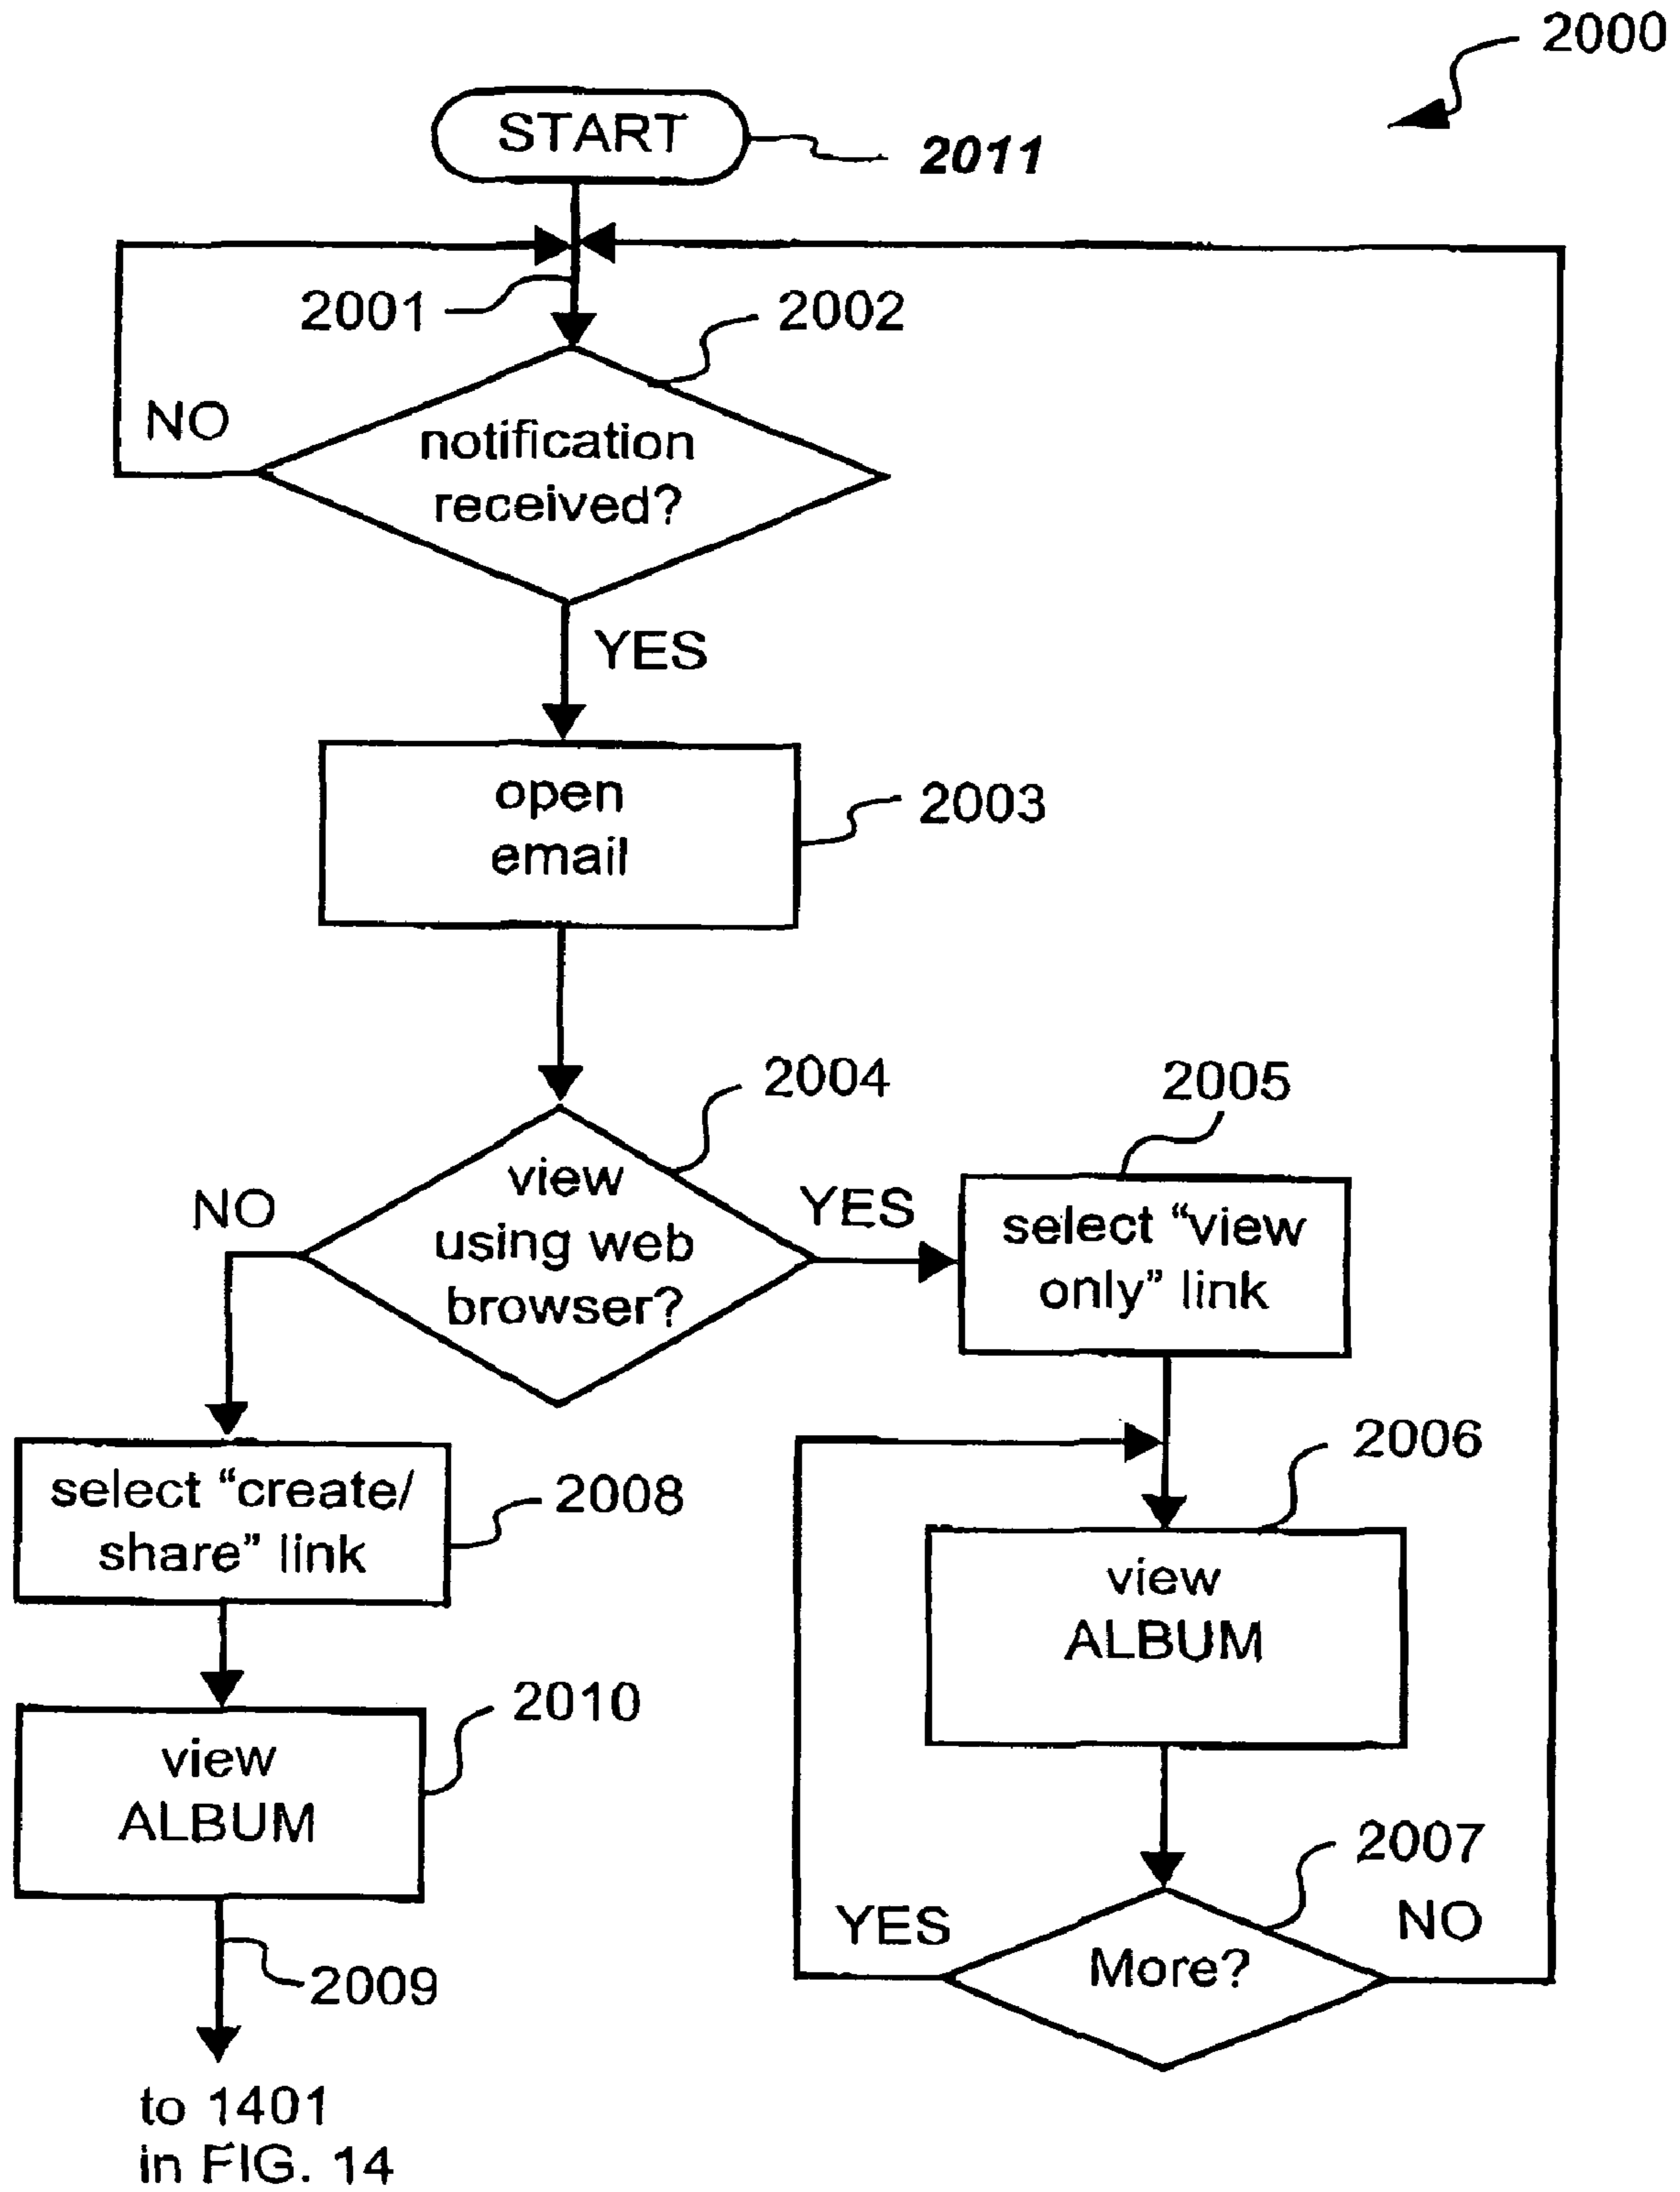 2000
START
2011
2001
2002
NO
notification
received?
YES
open
email
2003
2004
2005
NO
view
using web
browser?
YES
select “view
only” link
2006
select “create/
share” link
2008
view
ALBUM
2010
view
ALBUM
2007
YES
NO
More?
2009
to 1401
in FIG. 14